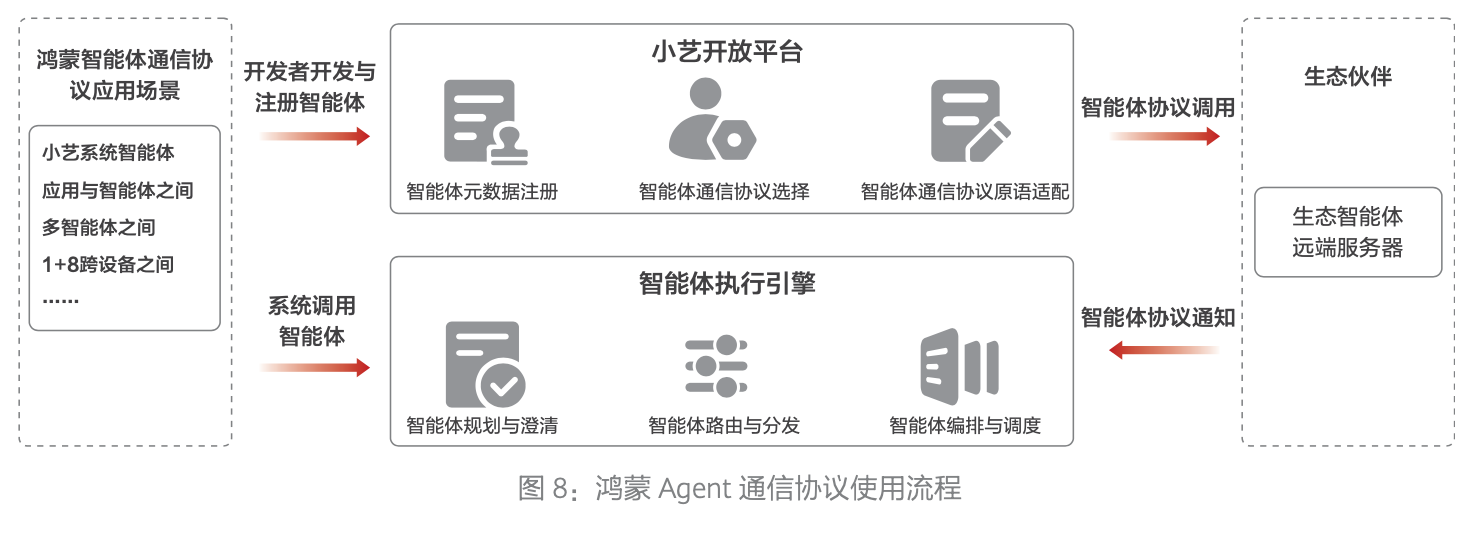 鸿蒙智能体通信协
议应用场景
小艺系统智能体
应用与智能体之间
多智能体之间
1+8跨设备之间
......
开发者开发与
注册智能体
系统调用
智能体
小艺开放平台
智能体元数据注册
智能体通信协议选择
智能体通信协议原语适配
智能体执行引擎
智能体规划与澄清
智能体路由与分发
智能体编排与调度
智能体协议调用
智能体协议通知
生态伙伴
生态智能体
远端服务器
图 8：鸿蒙 Agent 通信协议使用流程